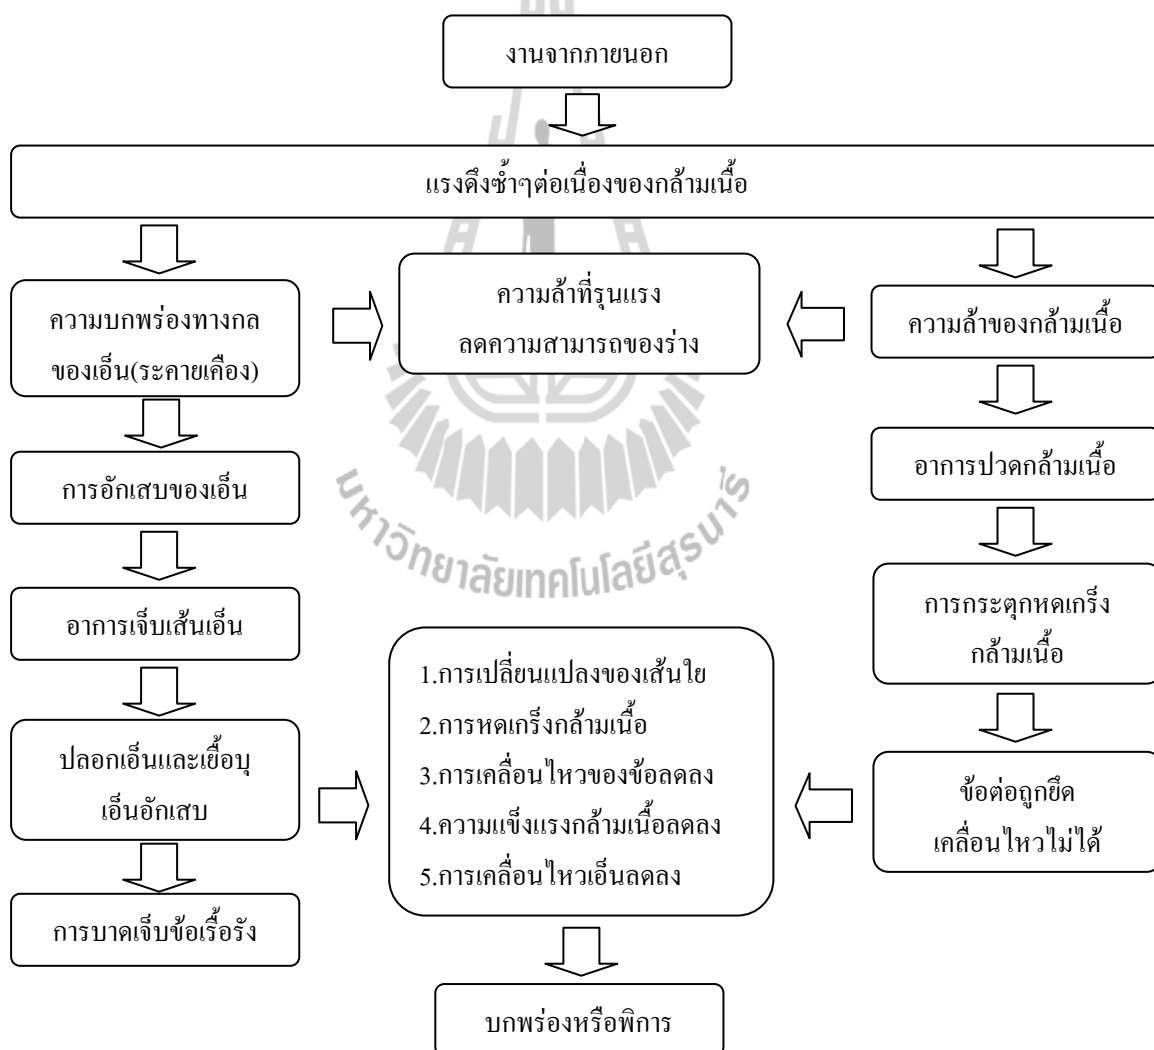 งานจากภายนอก
แรงดึงซ้ำๆต่อเนื่องของกล้ามเนื้อ
ความบกพร่องทางกล
ของเอ็น(ระคายเคือง)
ความล้าที่รุนแรง
ลดความสามารถของร่าง
ความล้าของกล้ามเนื้อ
การอักเสบของเอ็น
อาการปวดกล้ามเนื้อ
มหาวิทยาลัยเทคโนโลยีสุรนารี
อาการเจ็บเส้นเอ็น
การกระตุกหดเกร็ง
กล้ามเนื้อ
ปลอกเอ็นและเยื้อบุ
เอ็นอักเสบ
1.การเปลี่ยนแปลงของเส้นใย
2.การหดเกร็งกล้ามเนื้อ
3.การเคลื่อนไหวของข้อลดลง
4.ความแข็งแรงกล้ามเนื้อลดลง
5.การเคลื่อนไหวเอ็นลดลง
ข้อต่อถูกยึด
เคลื่อนไหวไม่ได้
การบาดเจ็บข้อเรื้อรัง
บกพร่องหรือพิการ